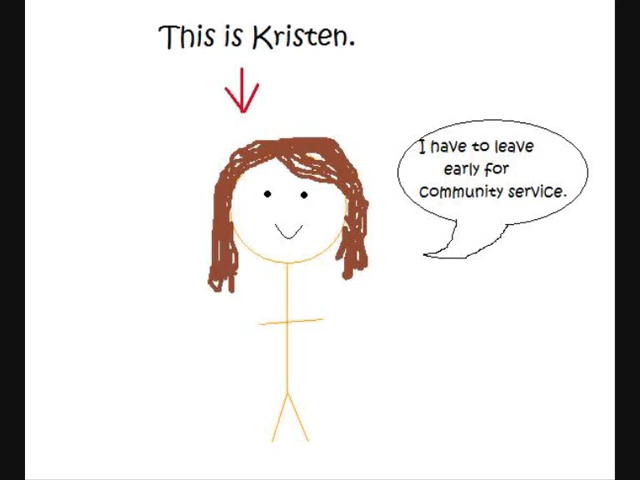 This is Kristen.
I have to leave
early for
community service.